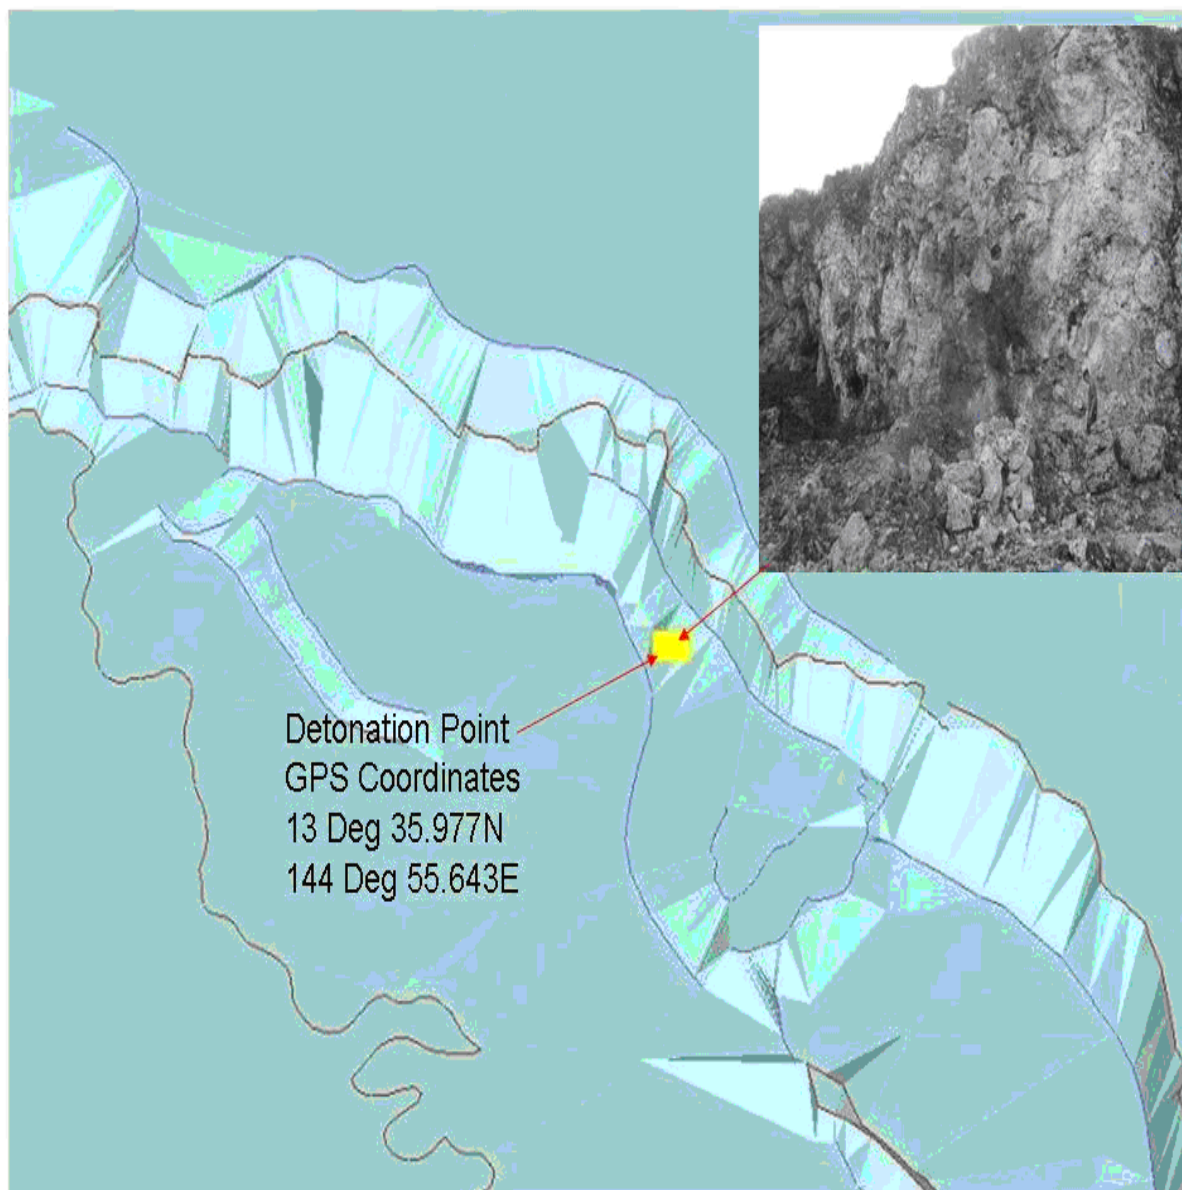 Detonation Point
GPS Coordinates
13 Deg 35.977N
144 Deg 55.643E